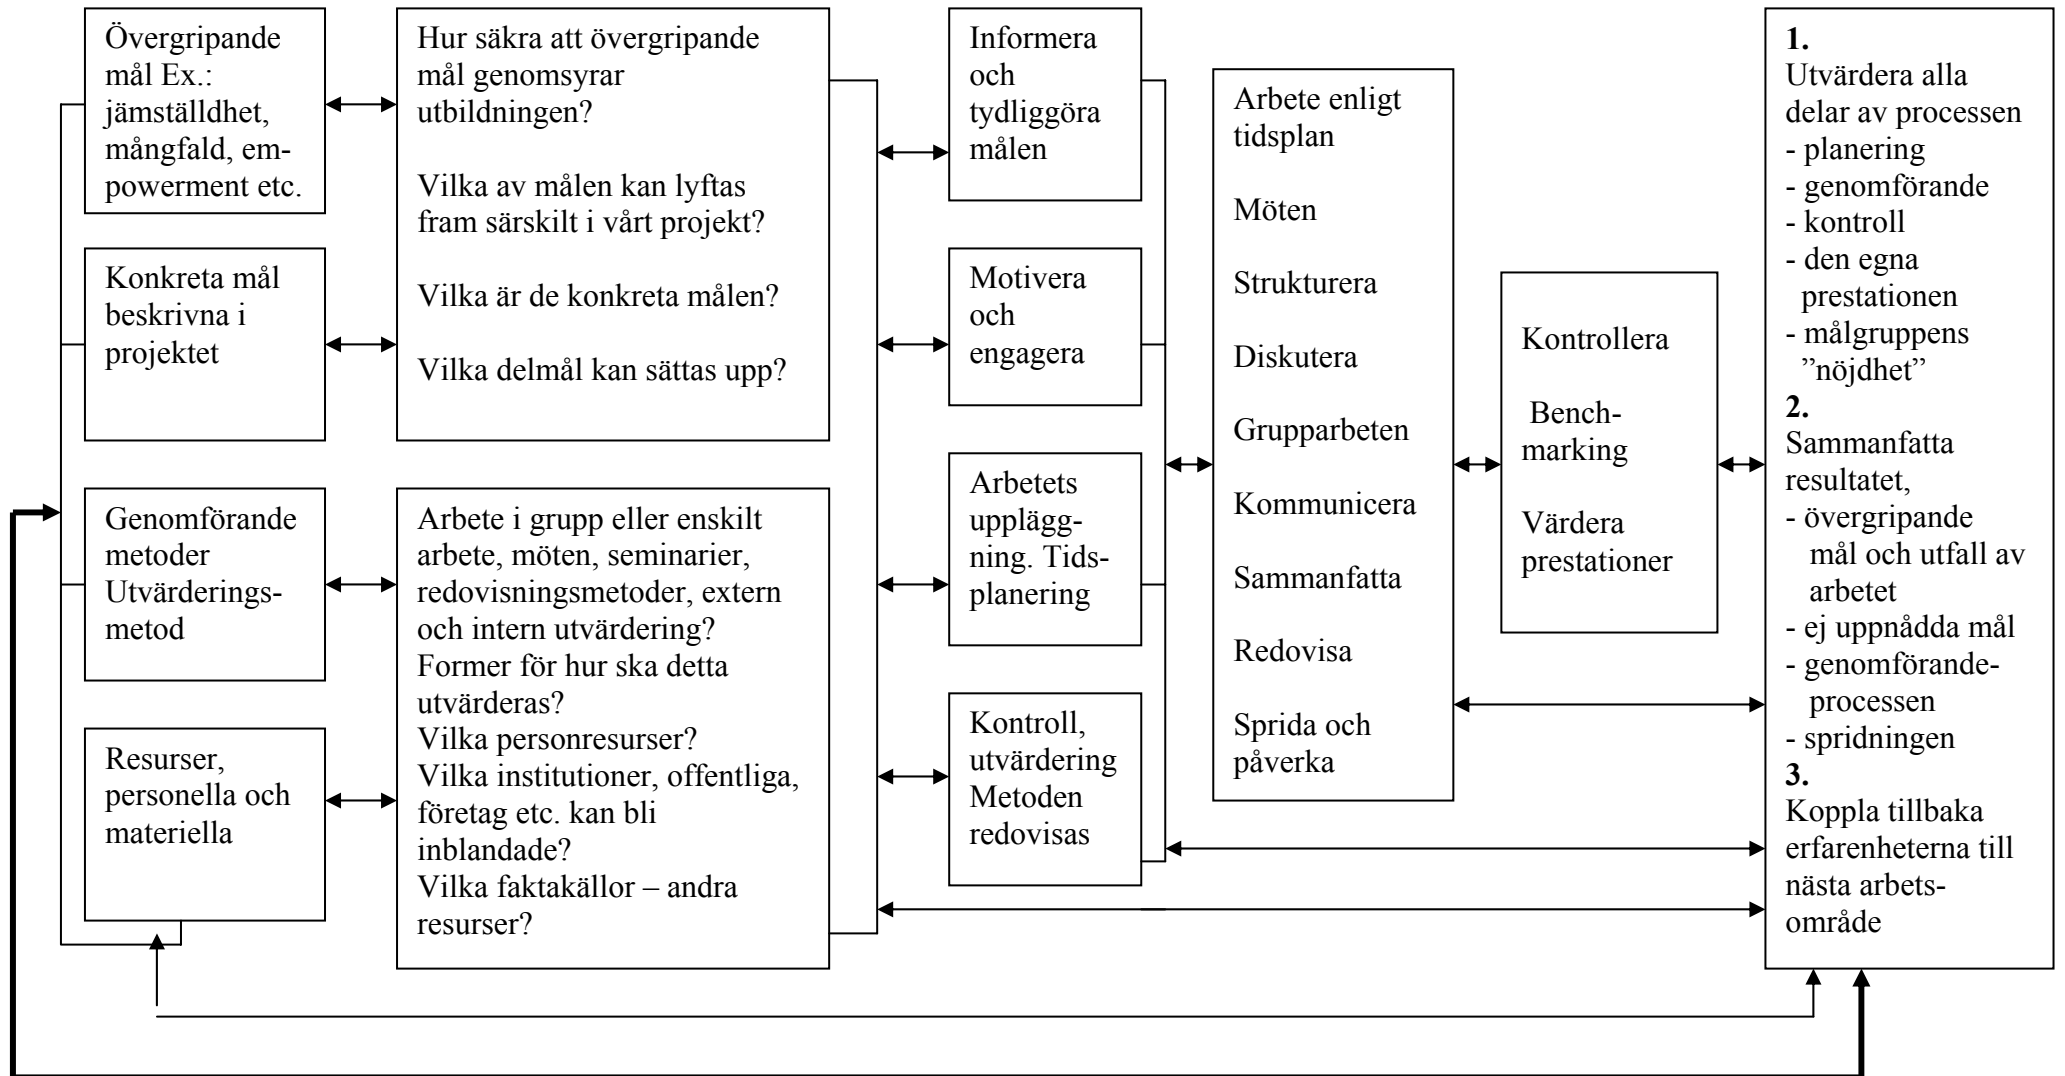 Övergripande
mål Ex.:
jämställdhet,
mångfald, em-
powerment etc.
Konkreta mål
beskrivna i
projektet
Genomförande
metoder
Utvärderings-
metod
Resurser,
personella och
materiella
Hur säkra att övergripande
mål genomsyrar
utbildningen?
Vilka av målen kan lyftas
fram särskilt i vårt projekt?
Vilka är de konkreta målen?
Vilka delmål kan sättas upp?
Arbete i grupp eller enskilt
arbete, möten, seminarier,
redovisningsmetoder, extern
och intern utvärdering?
Former för hur ska detta
utvärderas?
Vilka personresurser?
Vilka institutioner, offentliga,
företag etc. kan bli
inblandade?
Vilka faktakällor – andra
resurser?
Informera
och
tydliggöra
målen
Motivera
och
engagera
Arbetets
upplägg-
ning. Tids-
planering
Kontroll,
utvärdering
Metoden
redovisas
Arbete enligt
tidsplan
Möten
Strukturera
Diskutera
Grupparbeten
Kommunicera
Sammanfatta
Redovisa
Sprida och
påverka
Kontrollera
Bench-
marking
Värdera
prestationer
1.
Utvärdera alla
delar av processen
- planering
- genomförande
- kontroll
- den egna
prestationen
- målgruppens
”nöjdhet”
2.
Sammanfatta
resultatet,
- övergripande
mål och utfall av
arbetet
- ej uppnådda mål
- genomförande-
processen
- spridningen
3.
Koppla tillbaka
erfarenheterna till
nästa arbets-
område